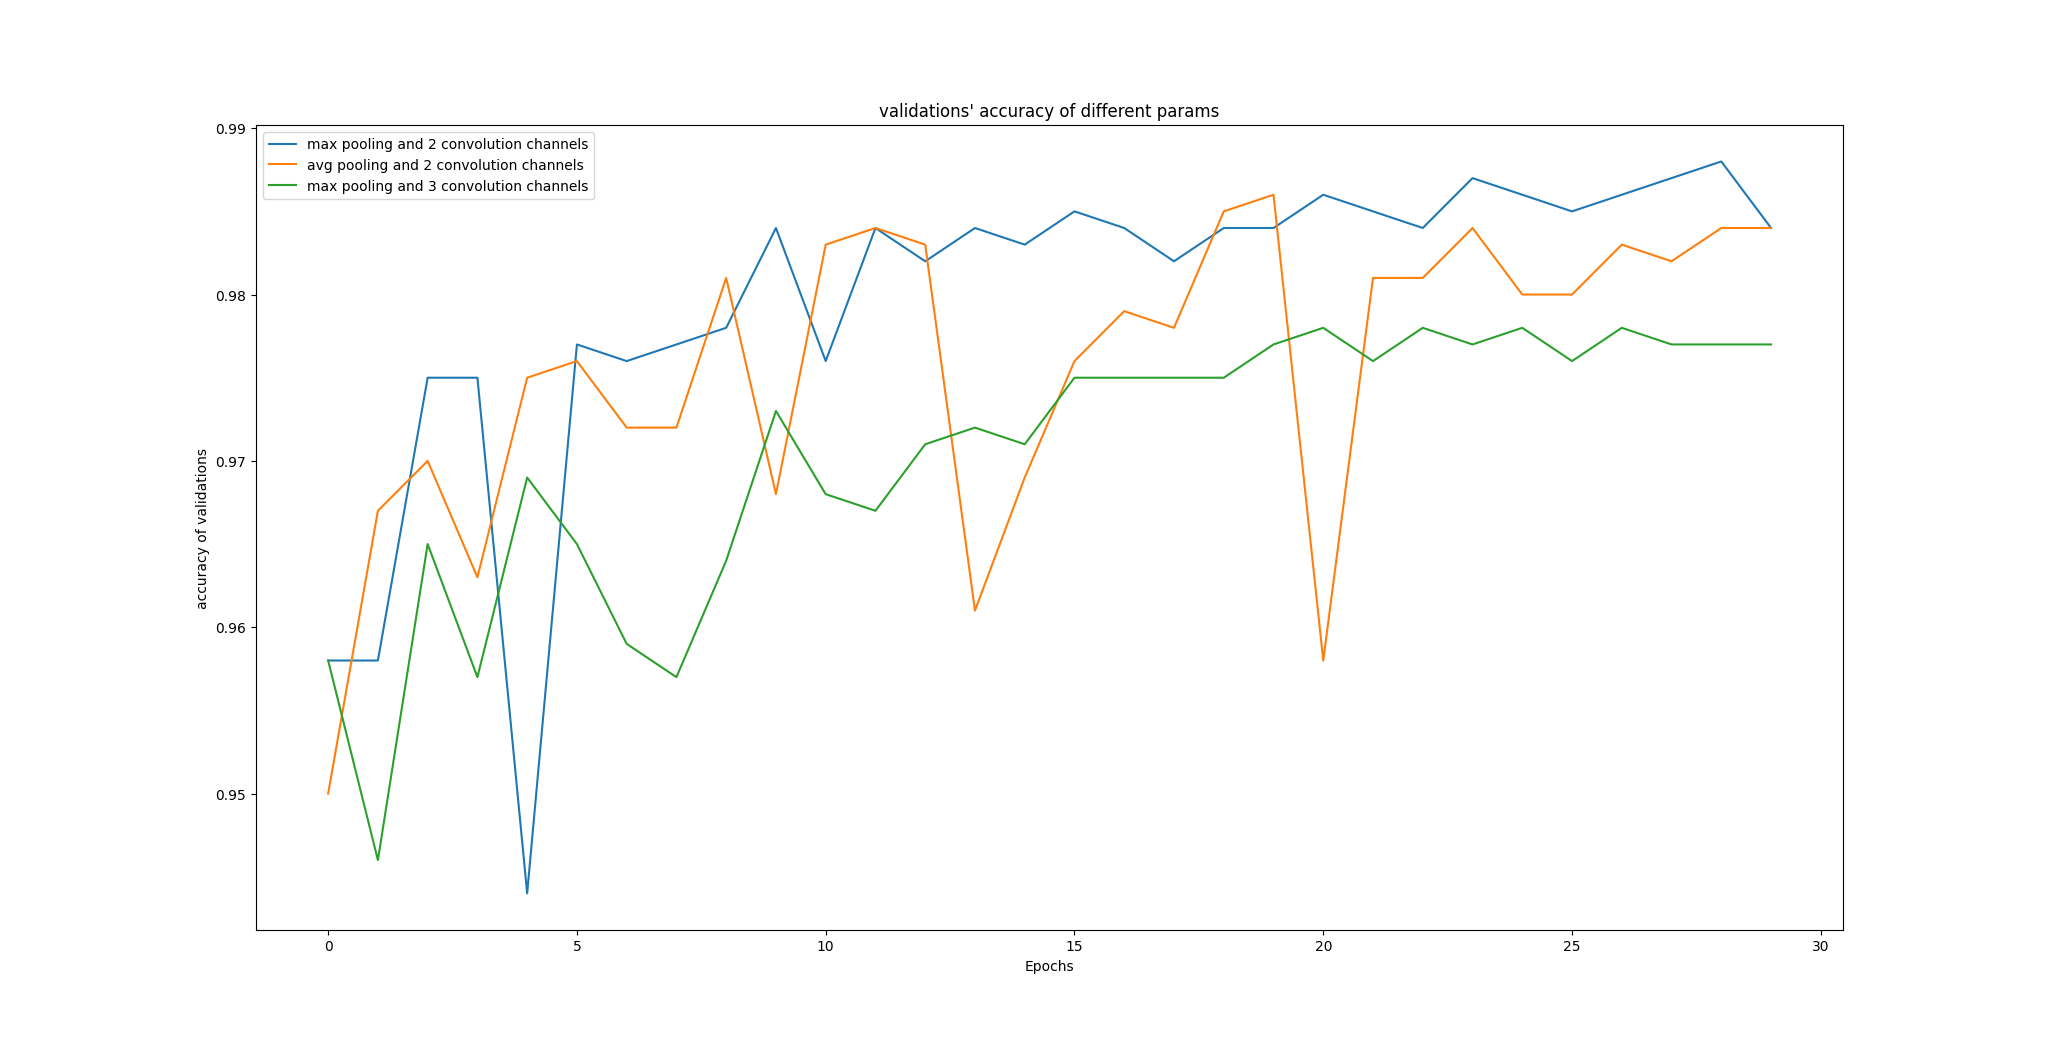 validations' accuracy of different params
max pooling and 2 convolution channels
avg pooling and 2 convolution channels
max pooling and 3 convolution channels
0.99
0.98
0.97
0.96
0.95
accuracy of validations
0 5 10 15 20 25 30
Epochs